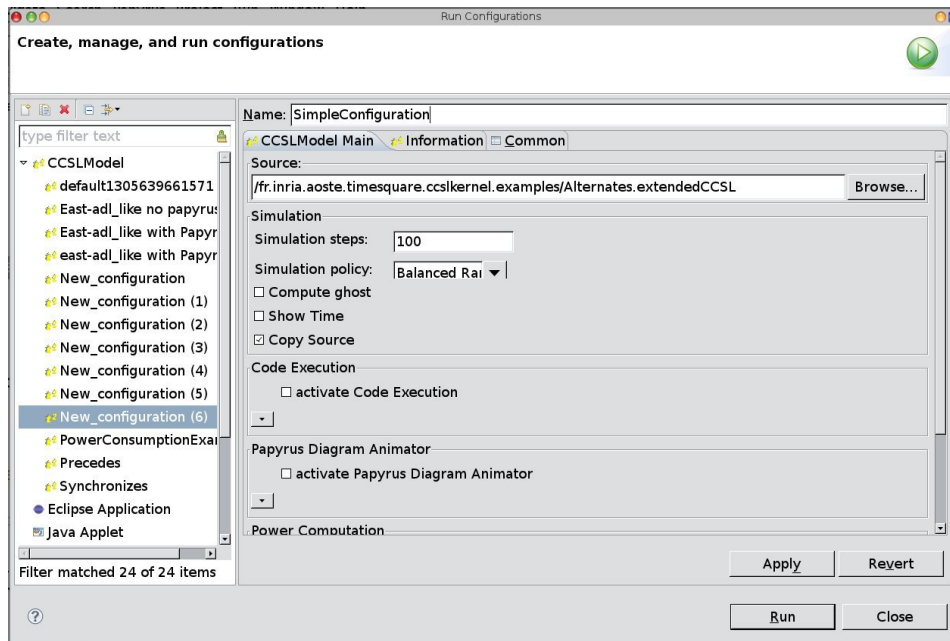 Run Configurations
Create, manage, and run configurations
type filter text
CCSLModel
default1305639661571
East-adl_like no papyru
East-adl_like with Papyr
east-adl_like with Papyr
New_configuration
New_configuration (1)
New_configuration (2)
New_configuration (3)
New_configuration (4)
New_configuration (5)
New_configuration (6)
PowerConsumptionExa
Precedes
Synchronizes
Eclipse Application
Java Applet
Filter matched 24 of 24 items
Name: SimpleConfiguration
CCSLModel Main Information Common
Source:
/fr.inria.aoste.timesquare.ccslkernel.examples/Alternates.extendedCCSL Browse...
Simulation
Simulation steps: 100
Simulation policy: Balanced Rai
Compute ghost
Show Time
Copy Source
Code Execution
activate Code Execution
Papyrus Diagram Animator
activate Papyrus Diagram Animator
Power Computation
Apply Revert
? Run Close